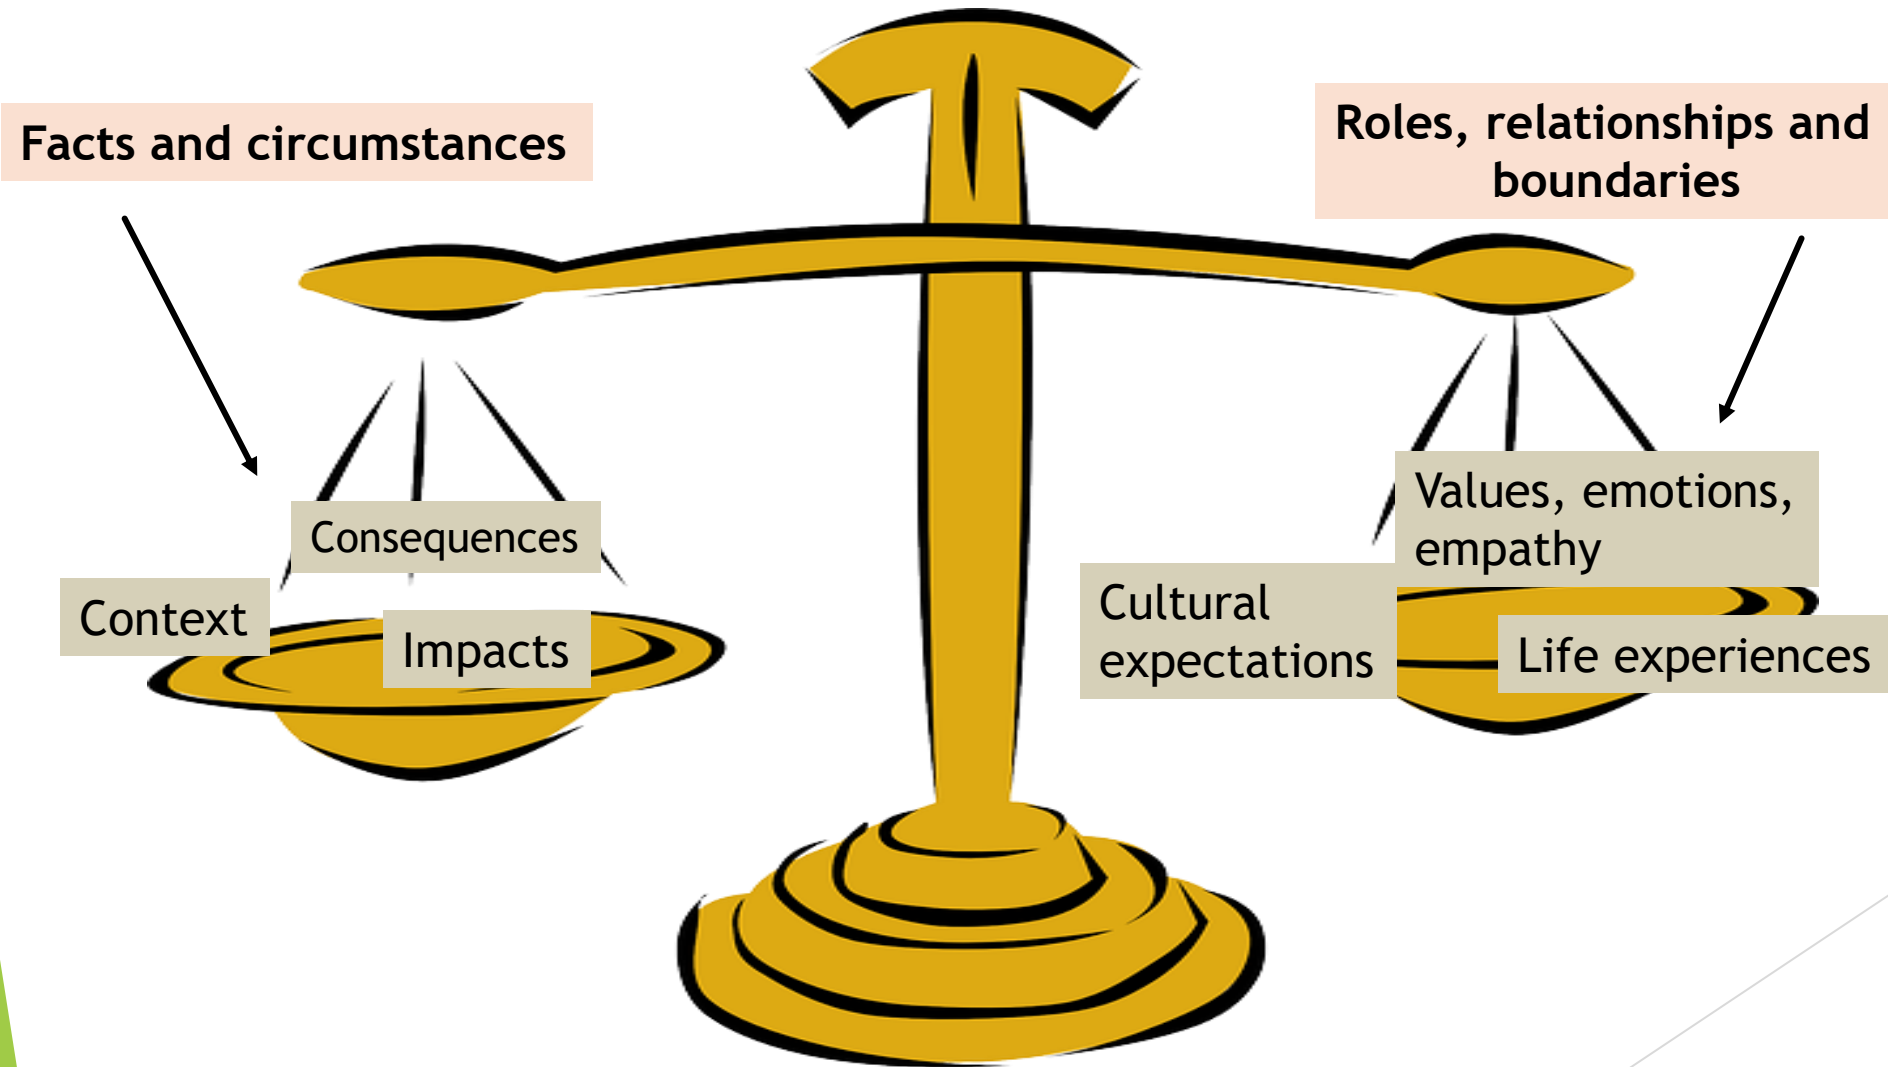 Facts and circumstances
Roles, relationships and
boundaries
Consequences
Context
Impacts
Values, emotions,
empathy
Cultural
expectations
Life experiences